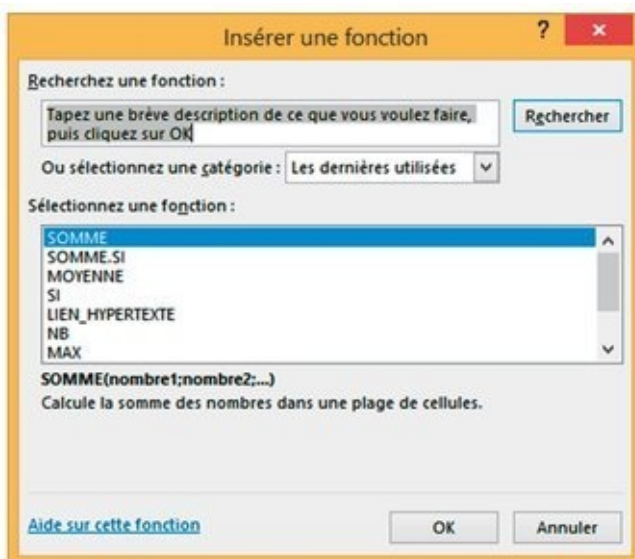 Insérer une fonction
?
Recherchez une fonction :
Tapez une brève description de ce que vous voulez faire,
puis cliquez sur OK
Rechercher
Ou sélectionnez une catégorie : Les dernières utilisées
Sélectionnez une fonction :
SOMME
SOMME.SI
MOYENNE
SI
LIEN_HYPERTEXTE
NB
MAX
SOMME(nombre1;nombre2;...)
Calcule la somme des nombres dans une plage de cellules.
Aide sur cette fonction
OK
Annuler